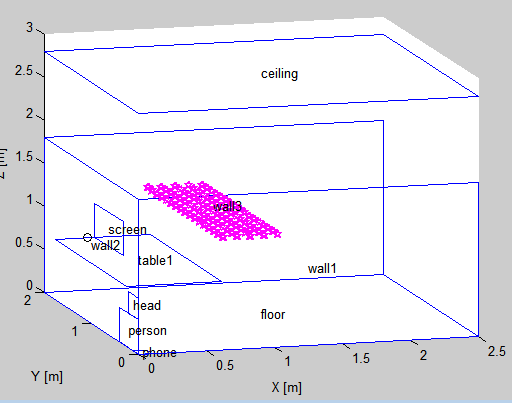 3
2.5
2
1.5
1
0.5
0
Z [m]
ceiling
wall3
screen
wall2
table1
wall1
head
floor
person
phone
2
1
0
Y [m]
0
0.5
1
1.5
2
2.5
X [m]